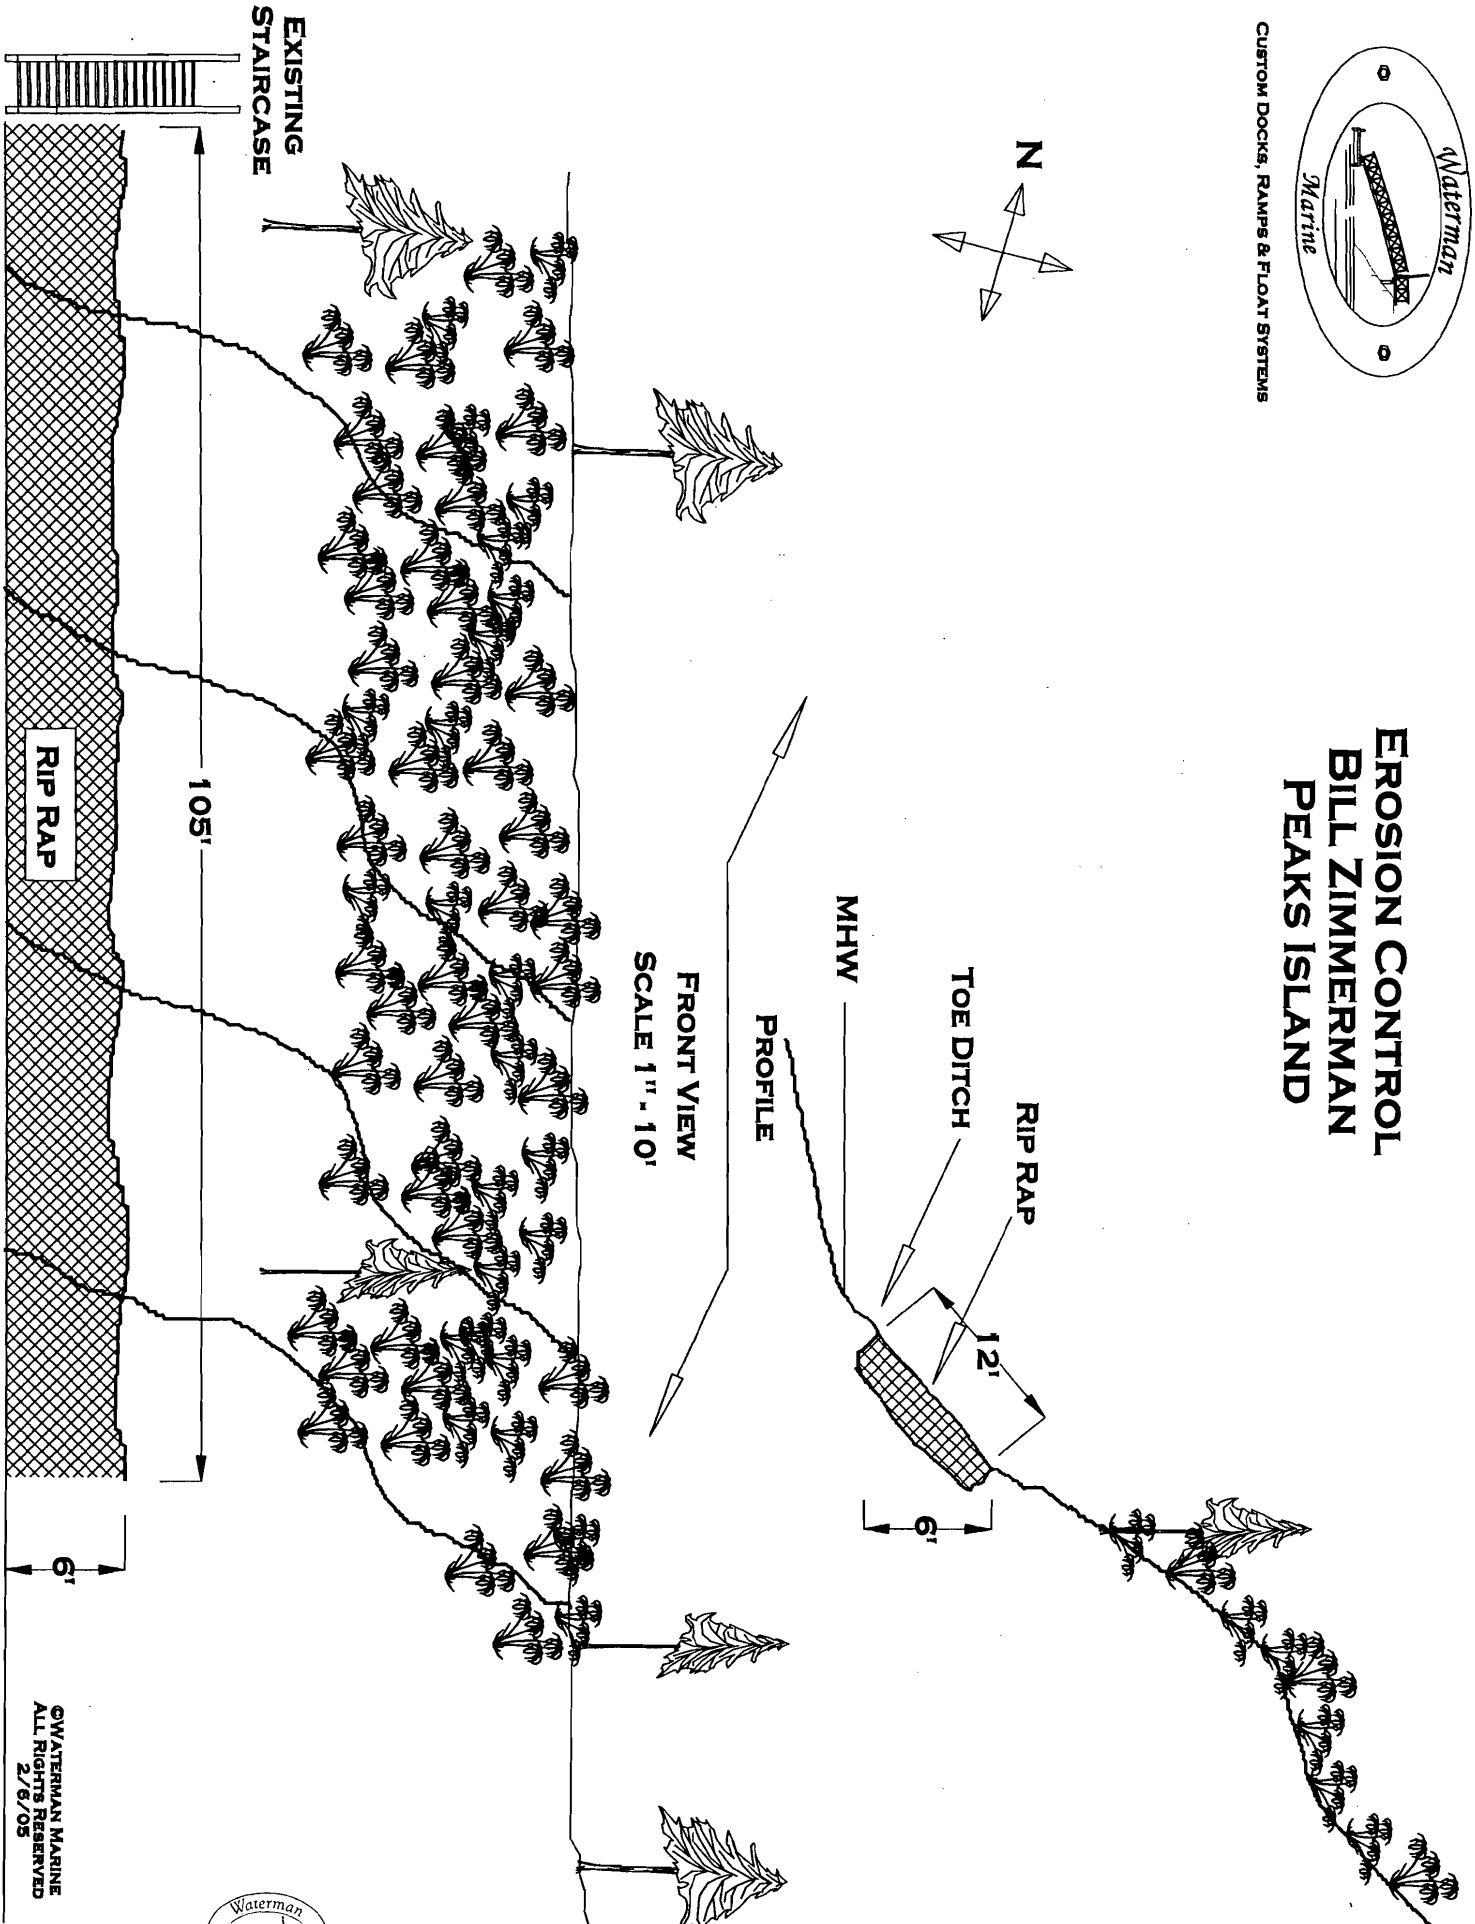 Waterman
Marine
CUSTOM DOCKS, RAMPS & FLOAT SYSTEMS
EROSION CONTROL
BILL ZIMMERMAN
PEAKS ISLAND
N
RIP RAP
12'
TOE DITCH
MHW
6'
PROFILE
FRONT VIEW
SCALE 1" - 10'
EXISTING
STAIRCASE
105'
RIP RAP
6'
©WATERMAN MARINE
ALL RIGHTS RESERVED
2/6/05
Waterman